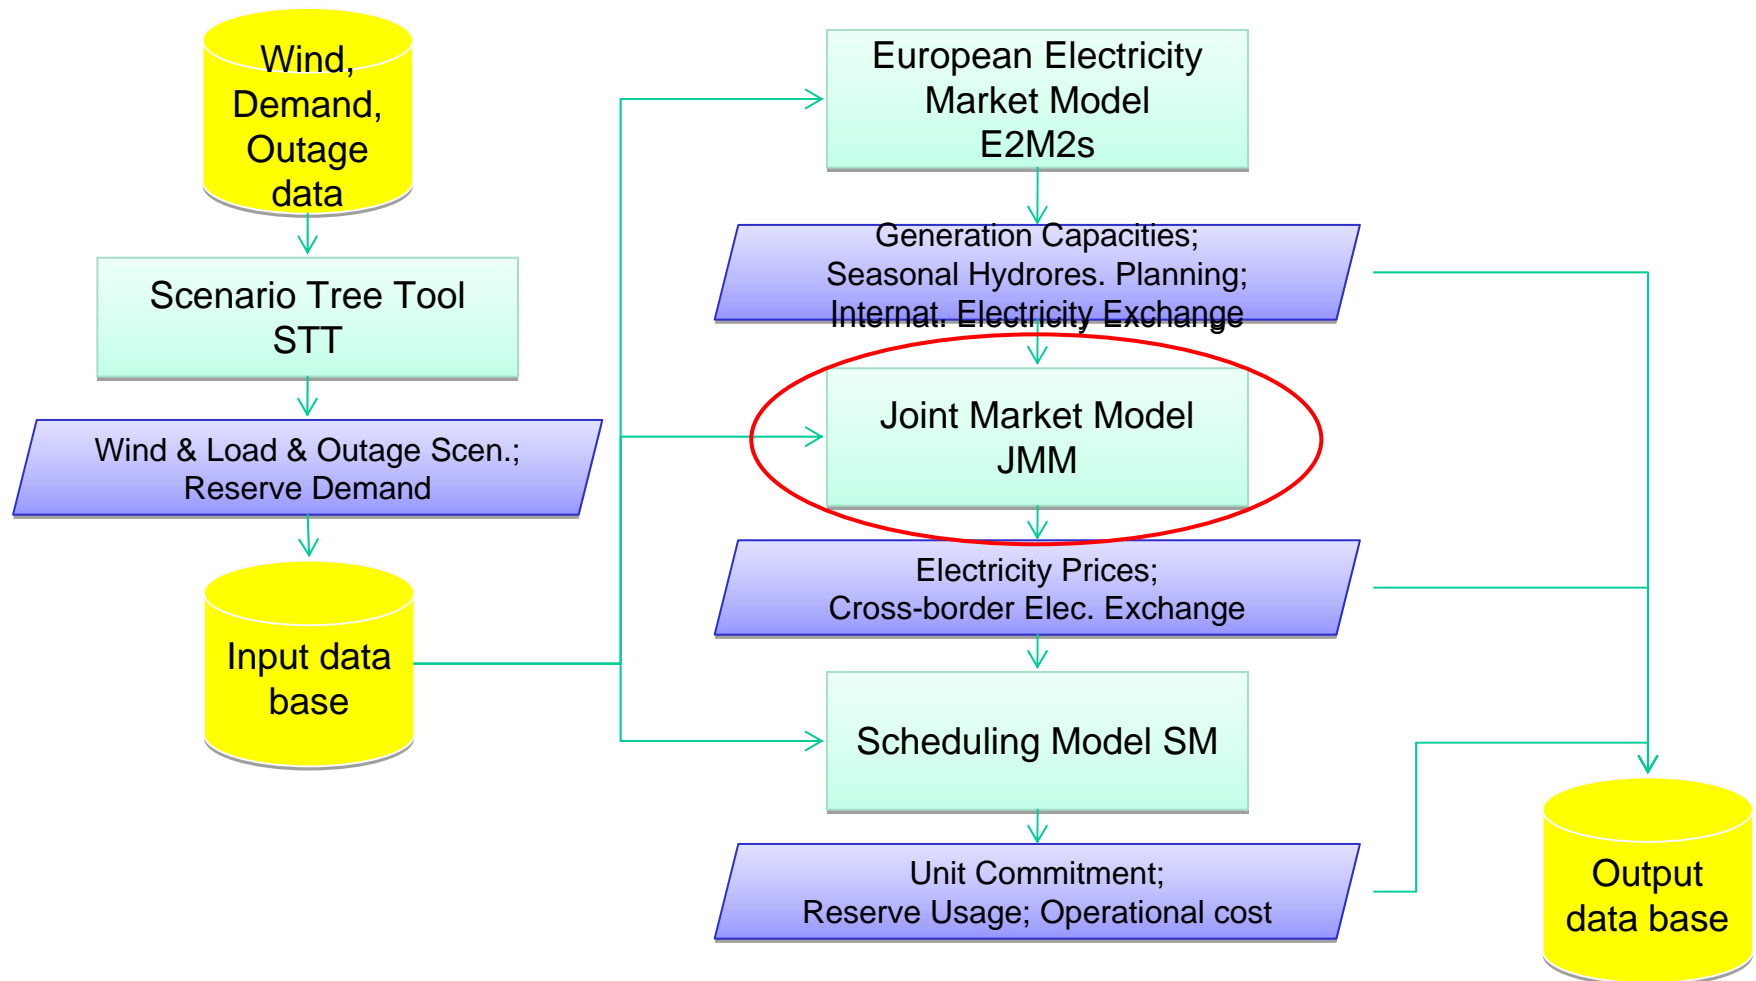 Wind,
Demand,
Outage
data
Scenario Tree Tool
STT
Wind & Load & Outage Scen.;
Reserve Demand
Input data
base
European Electricity
Market Model
E2M2s
Generation Capacities;
Seasonal Hydrores. Planning;
Internat. Electricity Exchange
Joint Market Model
JMM
Electricity Prices;
Cross-border Elec. Exchange
Scheduling Model SM
Unit Commitment;
Reserve Usage; Operational cost
Output
data base